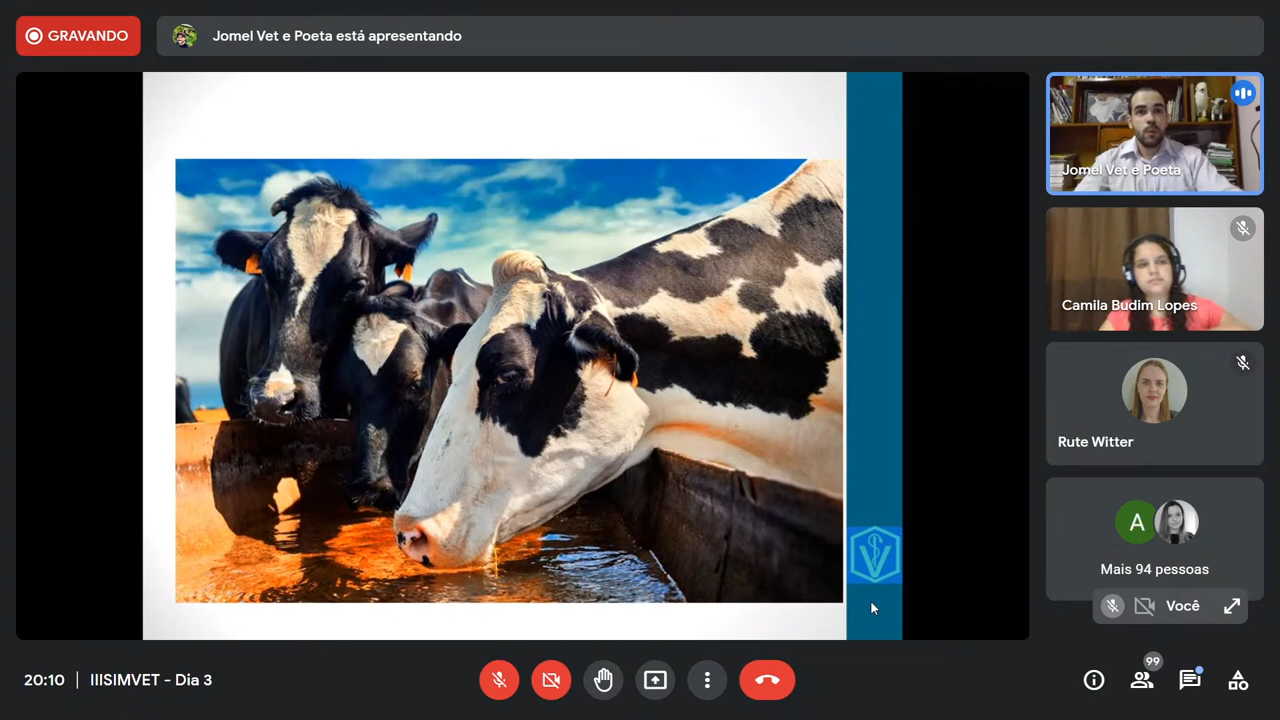 GRAVANDO
Jomel Vet e Poeta está apresentando
Jomel Vet e Poeta
Camila Budim Lopes
Rute Witter
A
Mais 94 pessoas
Você
V
20:10 | IIISIMVET - Dia 3
99